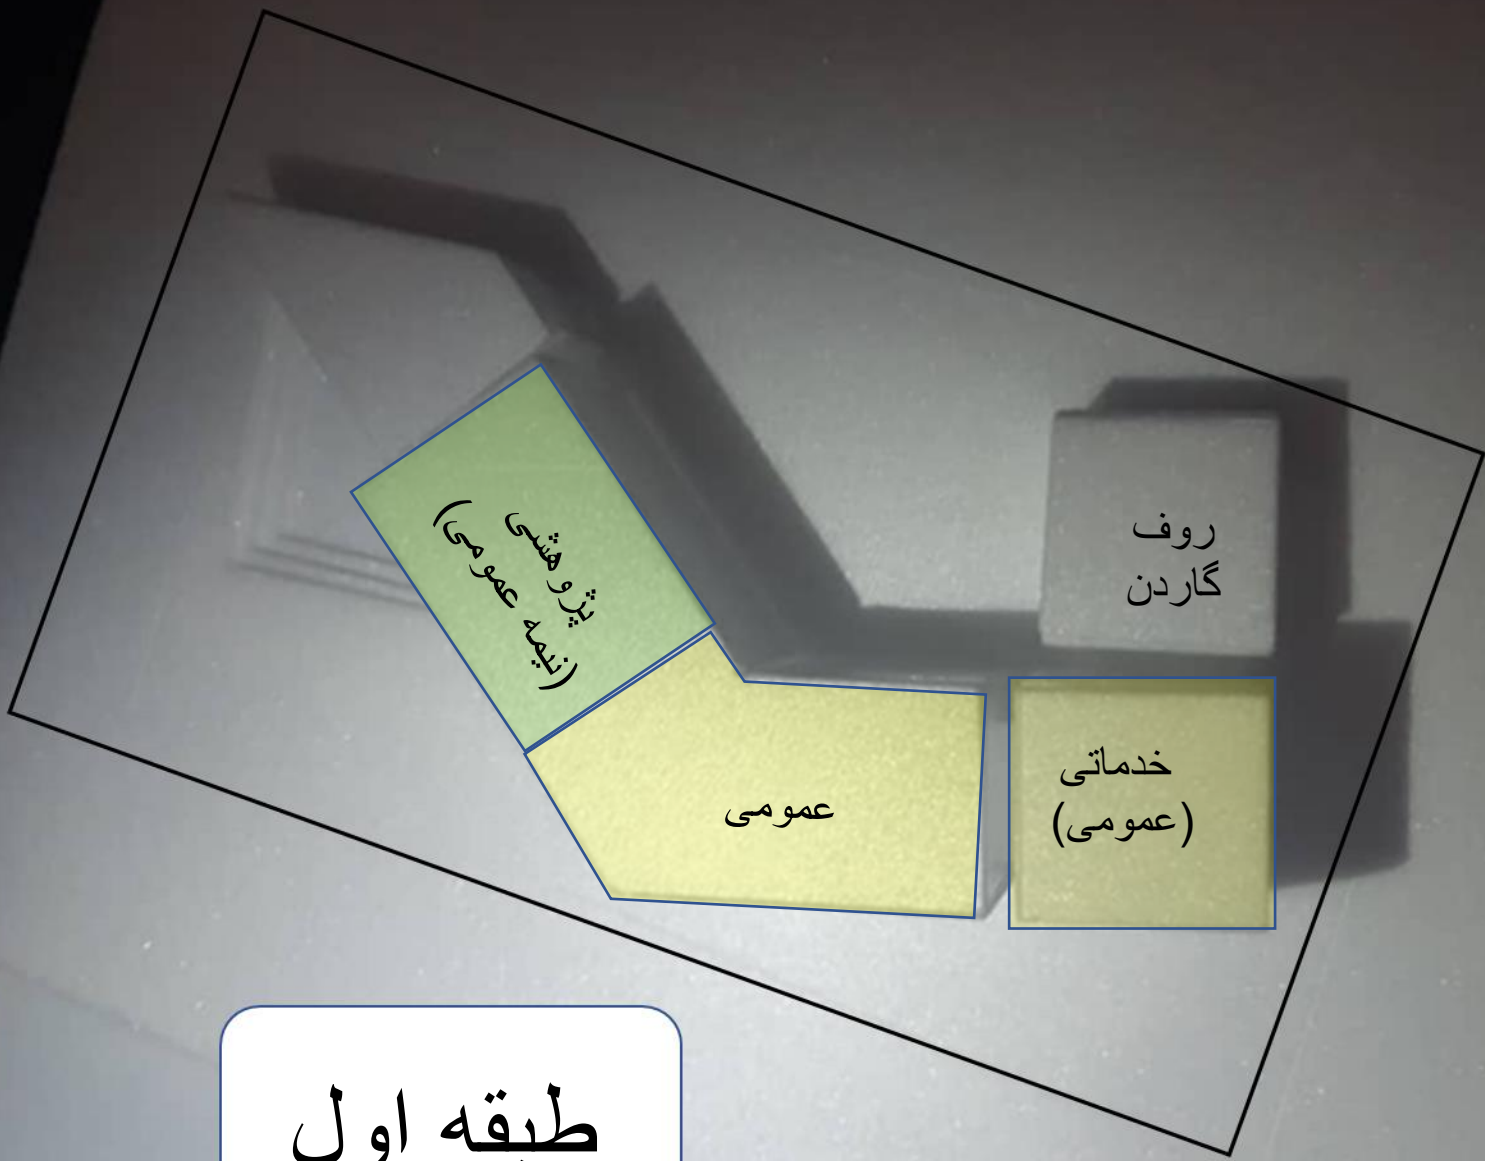 روف
گاردن
پژوهشی
(نیمه عمومی)
خدماتی
(عمومی)
عمومی
طبقه اول